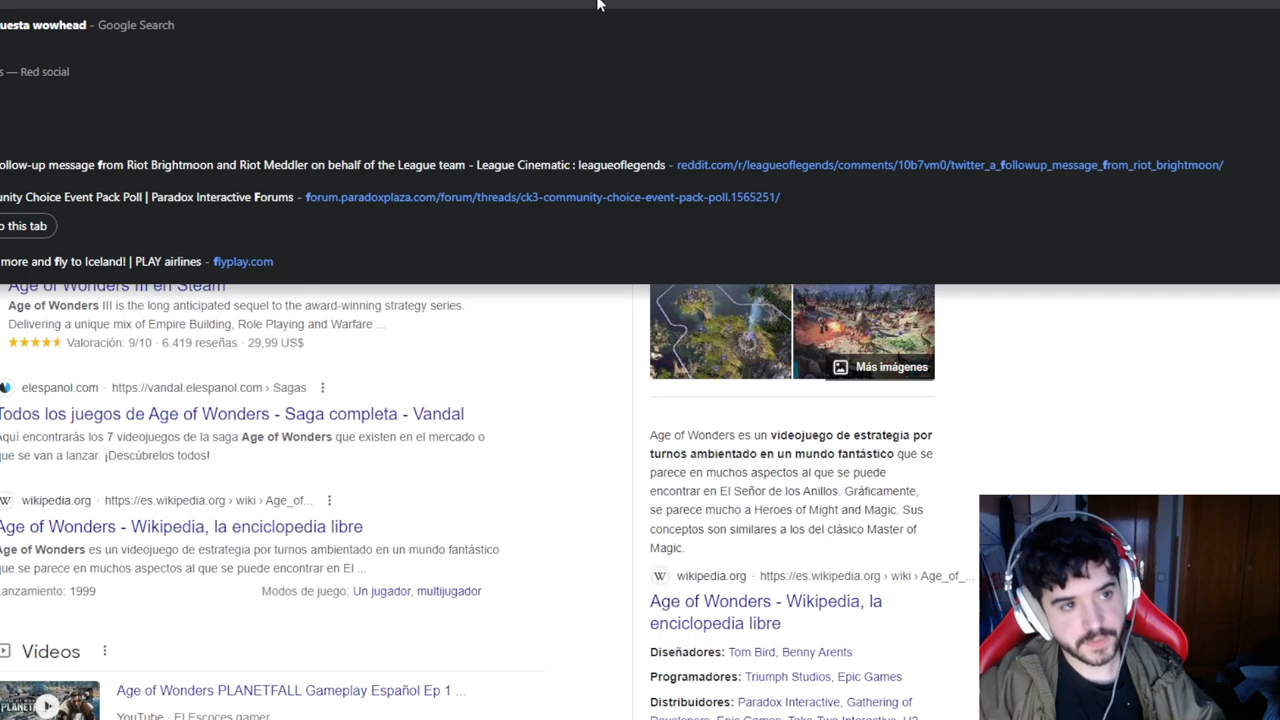 uesta wowhead - Google Search
s — Red social
ollow-up message from Riot Brightmoon and Riot Meddler on behalf of the League team - League Cinematic : leagueoflegends - reddit.com/r/leagueoflegends/comments/10b7vm0/twitter_a_followup_message_from_riot_brightmoon/
unity Choice Event Pack Poll | Paradox Interactive Forums - forum.paradoxplaza.com/forum/threads/ck3-community-choice-event-pack-poll.1565251/
o this tab
more and fly to Iceland! | PLAY airlines - flyplay.com
Age of Wonders III en Steam
Age of Wonders III is the long anticipated sequel to the award-winning strategy series.
Delivering a unique mix of Empire Building, Role Playing and Warfare ...
Valoración: 9/10 · 6.419 reseñas · 29,99 US$
elespanol.com · https://vandal.elespanol.com › Sagas
Todos los juegos de Age of Wonders - Saga completa - Vandal
Aquí encontrarás los 7 videojuegos de la saga Age of Wonders que existen en el mercado o
que se van a lanzar. ¡Descúbrelos todos!
W wikipedia.org · https://es.wikipedia.org › wiki › Age_of...
Age of Wonders - Wikipedia, la enciclopedia libre
Age of Wonders es un videojuego de estrategia por turnos ambientado en un mundo fantástico
que se parece en muchos aspectos al que se puede encontrar en El ...
Lanzamiento: 1999 Modos de juego: Un jugador, multijugador
Vídeos
Age of Wonders PLANETFALL Gameplay Español Ep 1 ...
YouTube · El Escoces gamer
Más imágenes
Age of Wonders es un videojuego de estrategia por
turnos ambientado en un mundo fantástico que se
parece en muchos aspectos al que se puede
encontrar en El Señor de los Anillos. Gráficamente,
se parece mucho a Heroes of Might and Magic. Sus
conceptos son similares a los del clásico Master of
Magic.
W wikipedia.org · https://es.wikipedia.org › wiki › Age_of_...
Age of Wonders - Wikipedia, la
enciclopedia libre
Diseñadores: Tom Bird, Benny Arents
Programadores: Triumph Studios, Epic Games
Distribuidores: Paradox Interactive, Gathering of
Developers, Epic Games, Take-Two Interactive, U3